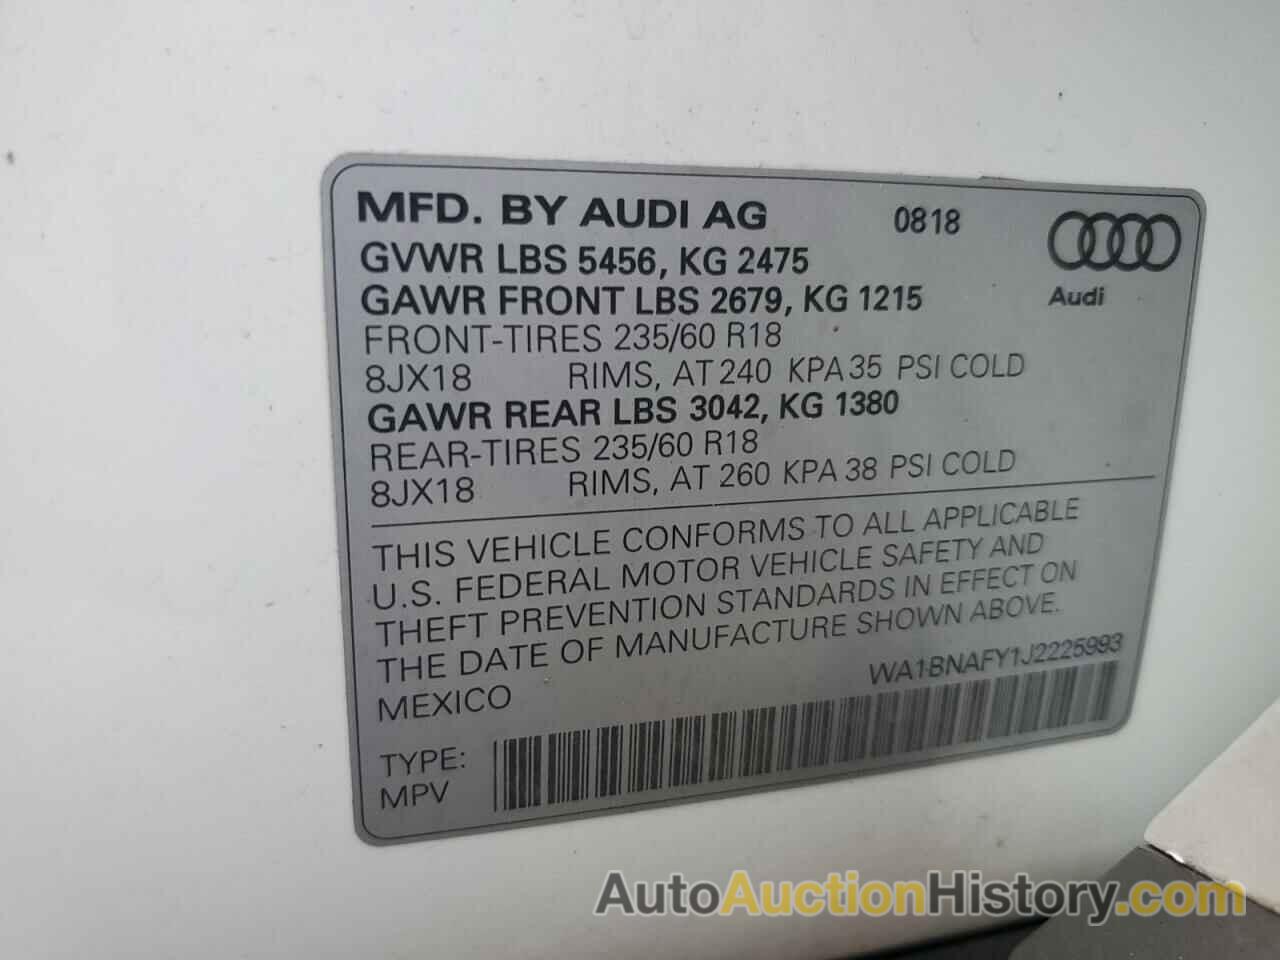 MFD. BY AUDI AG 0818
GVWR LBS 5456, KG 2475
GAWR FRONT LBS 2679, KG 1215
Audi
FRONT-TIRES 235/60 R18
8JX18 RIMS, AT 240 KPA 35 PSI COLD
GAWR REAR LBS 3042, KG 1380
REAR-TIRES 235/60 R18
8JX18 RIMS, AT 260 KPA 38 PSI COLD
THIS VEHICLE CONFORMS TO ALL APPLICABLE
U.S. FEDERAL MOTOR VEHICLE SAFETY AND
THEFT PREVENTION STANDARDS IN EFFECT ON
THE DATE OF MANUFACTURE SHOWN ABOVE.
MEXICO WA1BNAFY1J2225993
TYPE:
MPV
AutoAuctionHistory.com